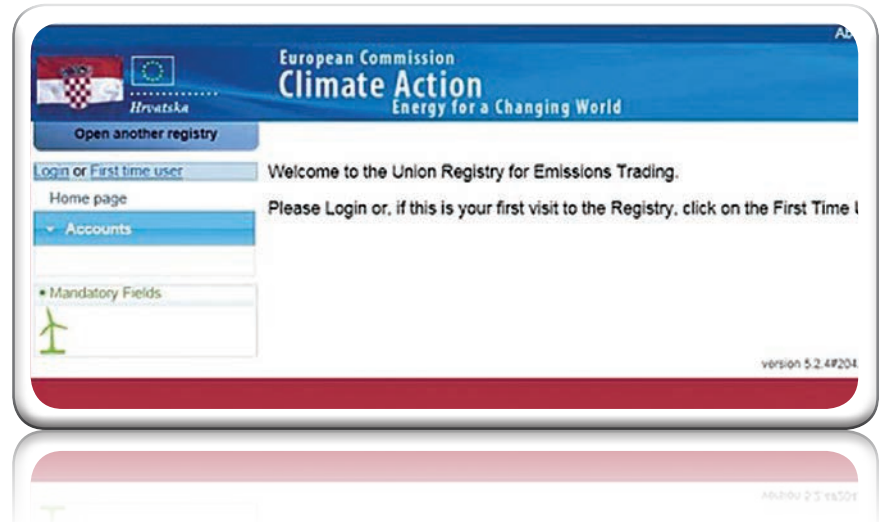 European Commission
Climate Action
Energy for a Changing World
Hrvatska
Open another registry
Login or First time user
Home page
Accounts
Mandatory Fields
Welcome to the Union Registry for Emissions Trading.
Please Login or, if this is your first visit to the Registry, click on the First Time
version 5.2.4#204